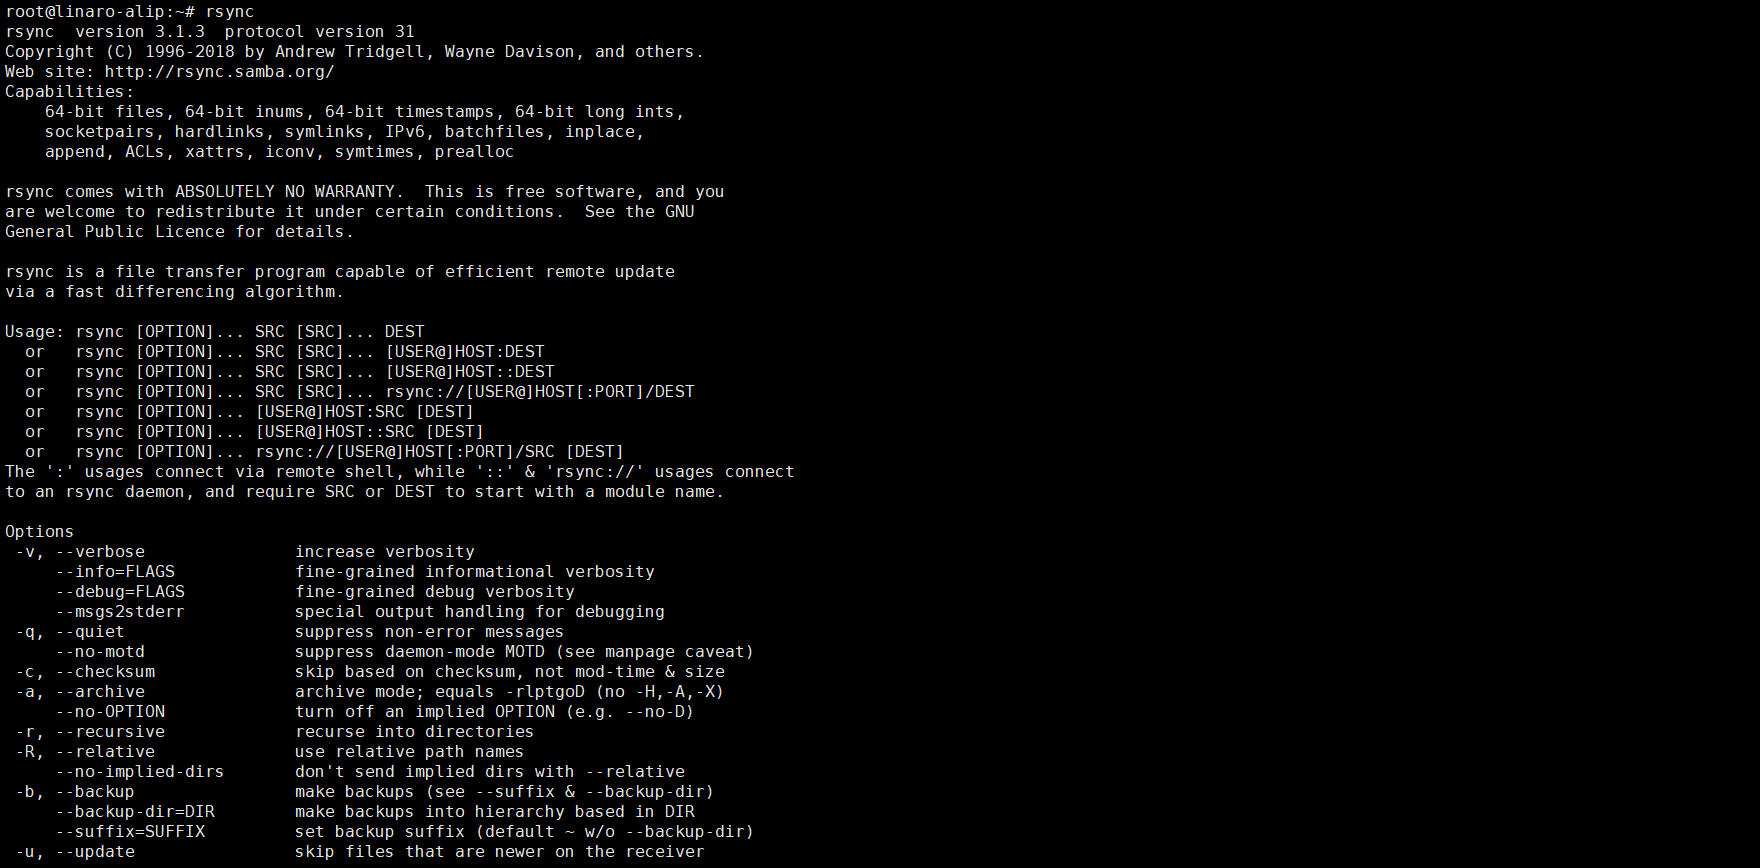 root@linaro-alip:~# rsync
rsync  version 3.1.3  protocol version 31
Copyright (C) 1996-2018 by Andrew Tridgell, Wayne Davison, and others.
Web site: http://rsync.samba.org/
Capabilities:
    64-bit files, 64-bit inums, 64-bit timestamps, 64-bit long ints,
    socketpairs, hardlinks, symlinks, IPv6, batchfiles, inplace,
    append, ACLs, xattrs, iconv, symtimes, prealloc

rsync comes with ABSOLUTELY NO WARRANTY.  This is free software, and you
are welcome to redistribute it under certain conditions.  See the GNU
General Public Licence for details.

rsync is a file transfer program capable of efficient remote update
via a fast differencing algorithm.

Usage: rsync [OPTION]... SRC [SRC]... DEST
  or   rsync [OPTION]... SRC [SRC]... [USER@]HOST:DEST
  or   rsync [OPTION]... SRC [SRC]... [USER@]HOST::DEST
  or   rsync [OPTION]... SRC [SRC]... rsync://[USER@]HOST[:PORT]/DEST
  or   rsync [OPTION]... [USER@]HOST:SRC [DEST]
  or   rsync [OPTION]... [USER@]HOST::SRC [DEST]
  or   rsync [OPTION]... rsync://[USER@]HOST[:PORT]/SRC [DEST]
The ':' usages connect via remote shell, while '::' & 'rsync://' usages connect
to an rsync daemon, and require SRC or DEST to start with a module name.

Options
 -v, --verbose               increase verbosity
     --info=FLAGS            fine-grained informational verbosity
     --debug=FLAGS           fine-grained debug verbosity
     --msgs2stderr           special output handling for debugging
 -q, --quiet                 suppress non-error messages
     --no-motd               suppress daemon-mode MOTD (see manpage caveat)
 -c, --checksum              skip based on checksum, not mod-time & size
 -a, --archive               archive mode; equals -rlptgoD (no -H,-A,-X)
     --no-OPTION             turn off an implied OPTION (e.g. --no-D)
 -r, --recursive             recurse into directories
 -R, --relative              use relative path names
     --no-implied-dirs       don't send implied dirs with --relative
 -b, --backup                make backups (see --suffix & --backup-dir)
     --backup-dir=DIR        make backups into hierarchy based in DIR
     --suffix=SUFFIX         set backup suffix (default ~ w/o --backup-dir)
 -u, --update                skip files that are newer on the receiver